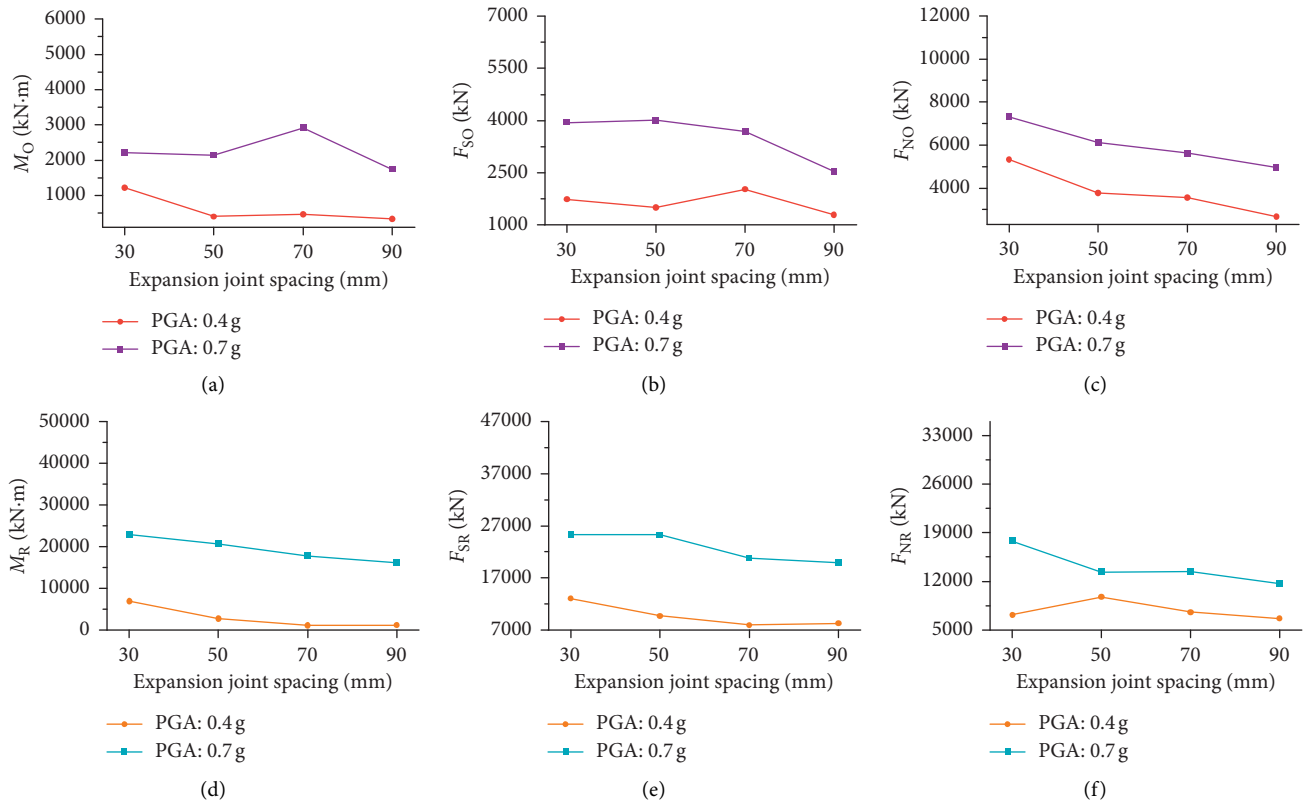 6000
5000
4000
3000
2000
1000
M_O (kN·m)
30 50 70 90
Expansion joint spacing (mm)
PGA: 0.4 g
PGA: 0.7 g
(a)
7000
5500
4000
2500
1000
F_SO (kN)
30 50 70 90
Expansion joint spacing (mm)
PGA: 0.4 g
PGA: 0.7 g
(b)
12000
10000
8000
6000
4000
F_NO (kN)
30 50 70 90
Expansion joint spacing (mm)
PGA: 0.4 g
PGA: 0.7 g
(c)
50000
40000
30000
20000
10000
0
M_R (kN·m)
30 50 70 90
Expansion joint spacing (mm)
PGA: 0.4 g
PGA: 0.7 g
(d)
47000
37000
27000
17000
7000
F_SR (kN)
30 50 70 90
Expansion joint spacing (mm)
PGA: 0.4 g
PGA: 0.7 g
(e)
33000
26000
19000
12000
5000
F_NR (kN)
30 50 70 90
Expansion joint spacing (mm)
PGA: 0.4 g
PGA: 0.7 g
(f)